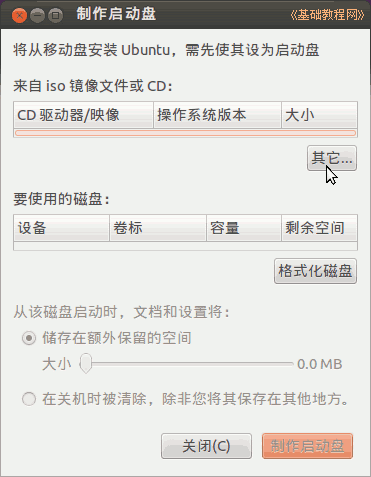 制作启动盘
《基础教程网》
将从移动盘安装 Ubuntu，需先使其设为启动盘
来自 iso 镜像文件或 CD：
CD 驱动器/映像 操作系统版本 大小
其它...
要使用的磁盘：
设备 卷标 容量 剩余空间
格式化磁盘
从该磁盘启动时，文档和设置将：
储存在额外保留的空间
大小 0.0 MB
在关机时被清除，除非您将其保存在其他地方。
关闭(C) 制作启动盘